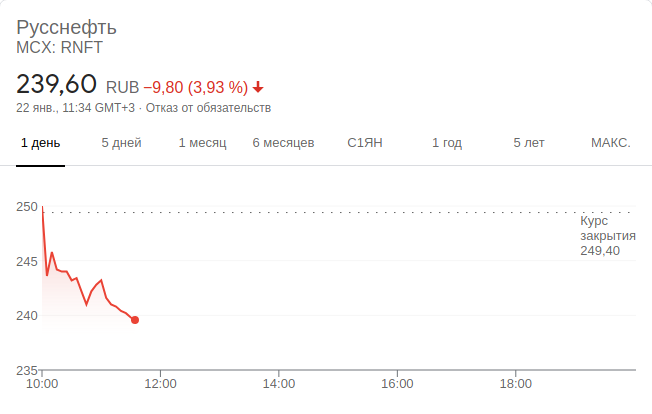 Русснефть
MCX: RNFT
239,60 RUB −9,80 (3,93 %)
22 янв., 11:34 GMT+3 · Отказ от обязательств
1 день 5 дней 1 месяц 6 месяцев С1ЯН 1 год 5 лет МАКС.
250
Курс
закрытия
249,40
245
240
235
10:00 12:00 14:00 16:00 18:00